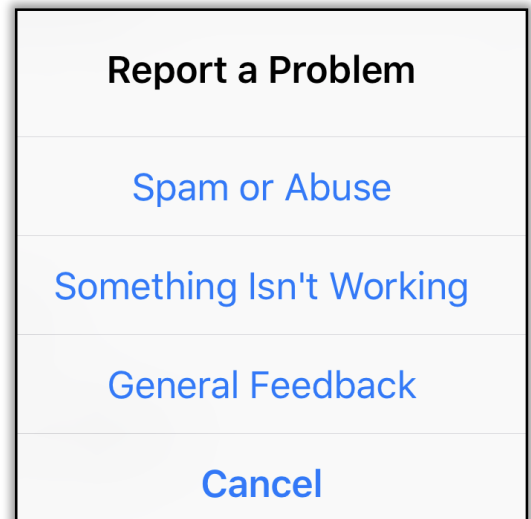 Report a Problem
Spam or Abuse
Something Isn't Working
General Feedback
Cancel